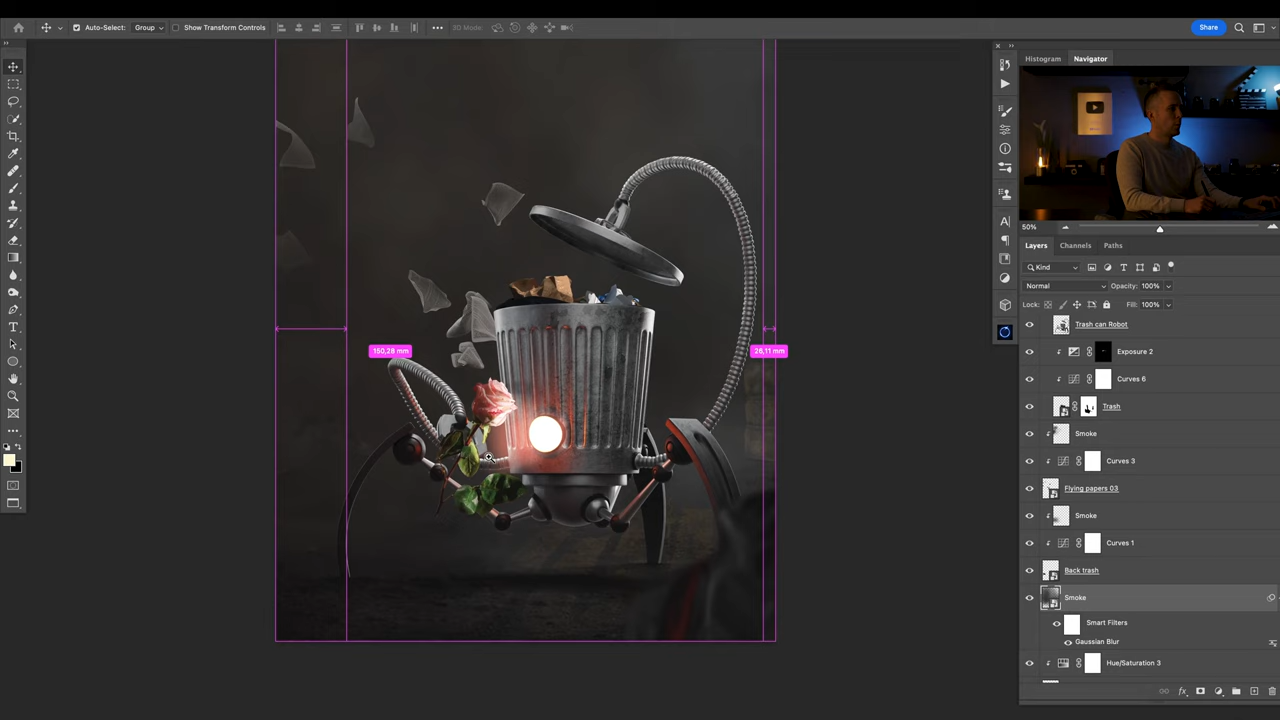 Auto-Select: Group Show Transform Controls 3D Mode Share
Histogram Navigator
50%
Layers Channels Paths
Kind
Normal Opacity: 100%
Lock: Fill: 100%
Trash can Robot
Exposure 2
Curves 6
Trash
Smoke
Curves 3
Flying papers 03
Smoke
Curves 1
Back trash
Smoke
Smart Filters
Gaussian Blur
Hue/Saturation 3
150,28 mm
26,11 mm